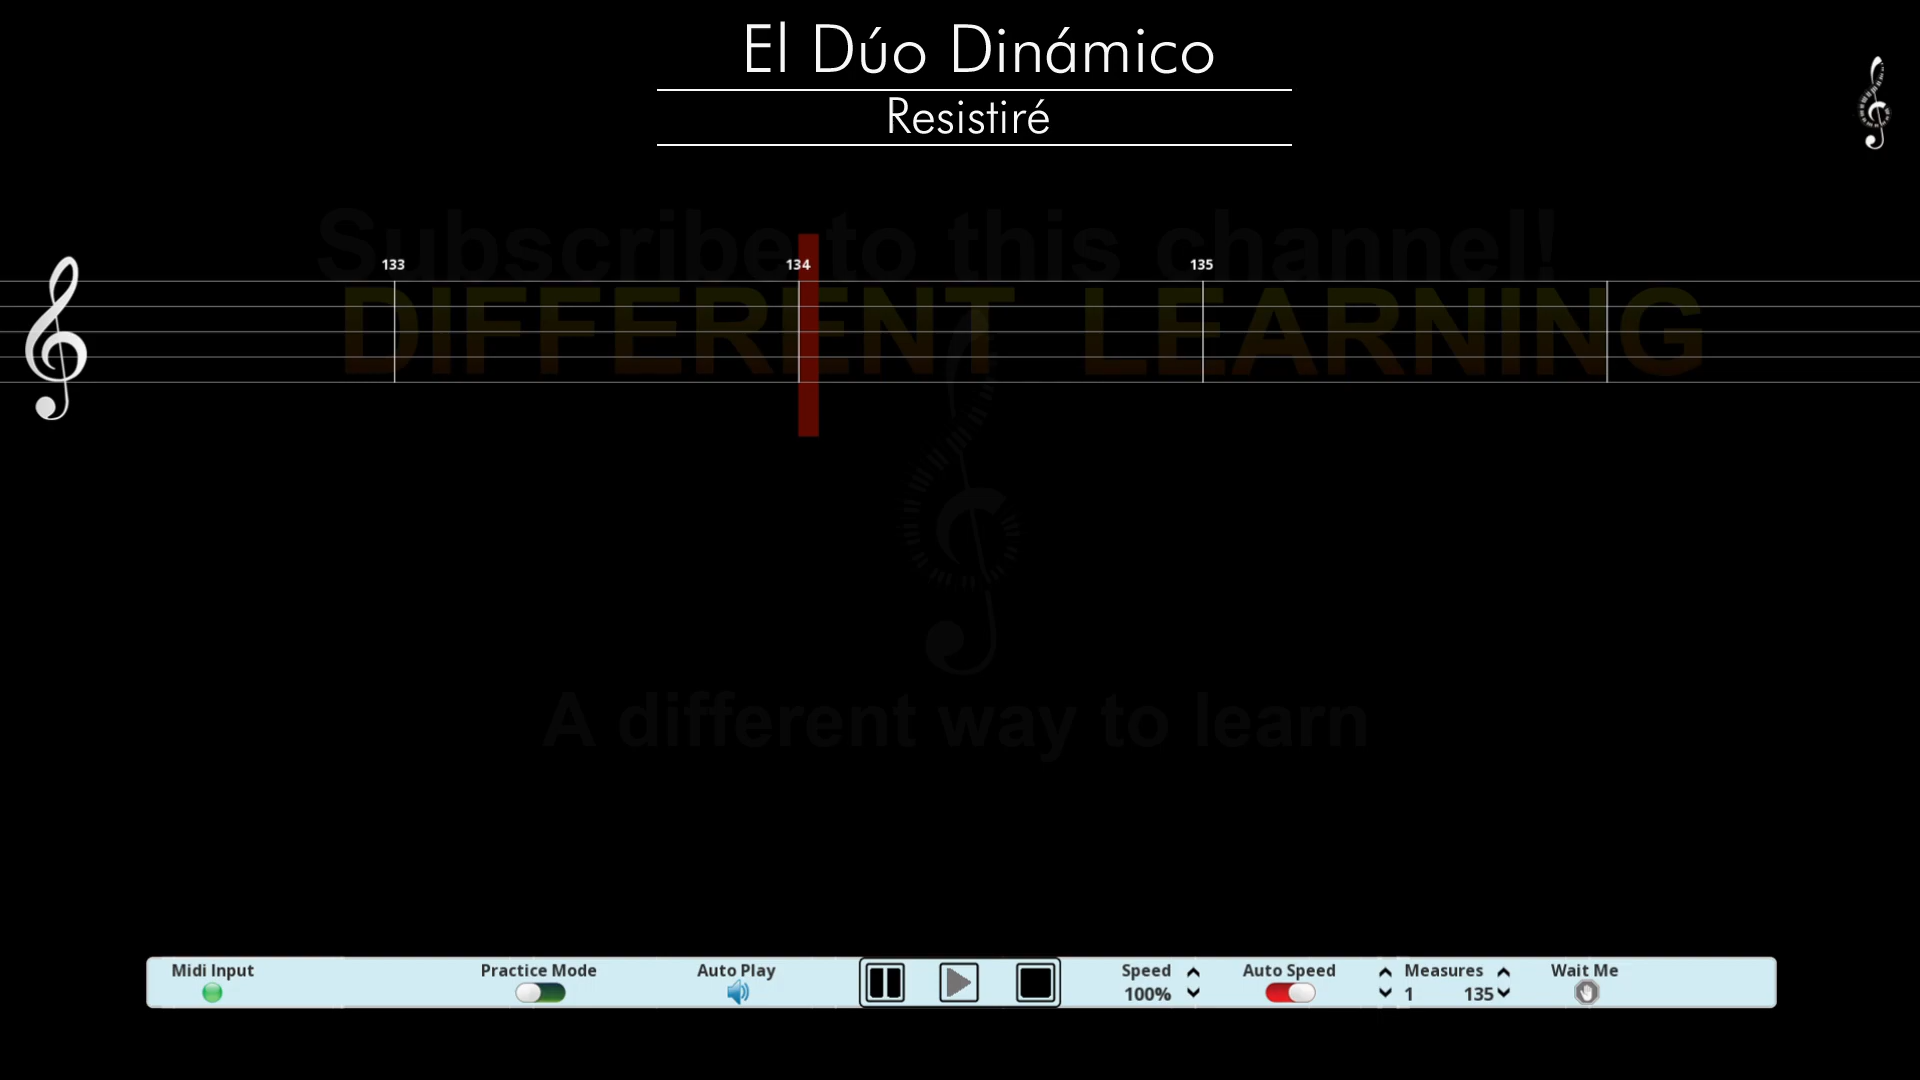 El Dúo Dinámico
Resistiré
Subscribe to this channel!
133 134 135
DIFFERENT LEARNING
A different way to learn
Midi Input Practice Mode Auto Play Speed Auto Speed Measures Wait Me
100% 1 135